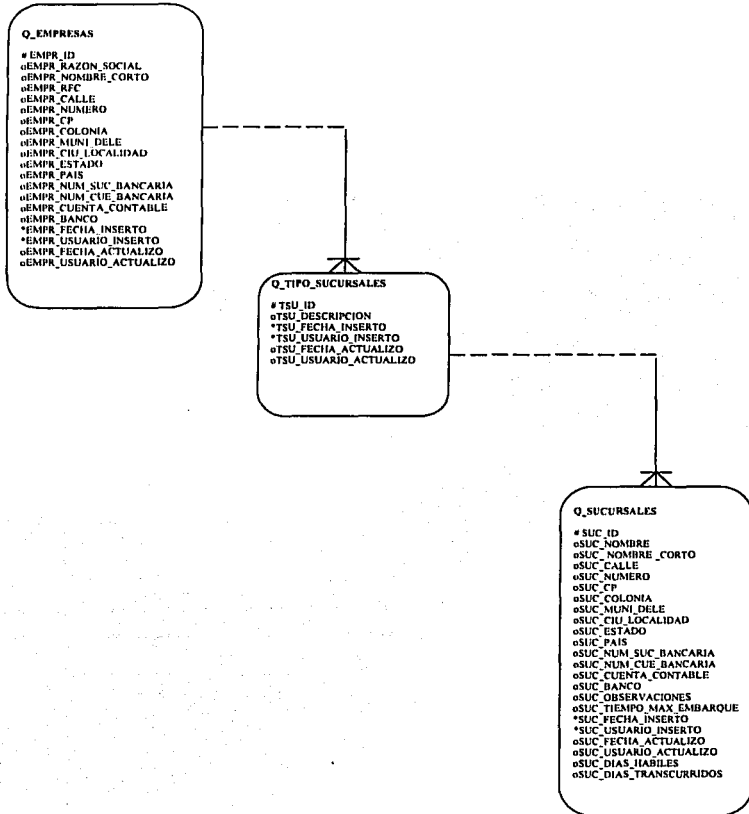 Q_EMPRESAS
# EMPR_ID
oEMPR_RAZON_SOCIAL
oEMPR_NOMBRE_CORTO
oEMPR_RFC
oEMPR_CALLE
oEMPR_NUMERO
oEMPR_CP
oEMPR_COLONIA
oEMPR_MUNI_DELE
oEMPR_CIU_LOCALIDAD
oEMPR_ESTADO
oEMPR_PAIS
oEMPR_NUM_SUC_BANCARIA
oEMPR_NUM_CUE_BANCARIA
oEMPR_CUENTA_CONTABLE
oEMPR_BANCO
*EMPR_FECHA_INSERTO
*EMPR_USUARIO_INSERTO
oEMPR_FECHA_ACTUALIZO
oEMPR_USUARIO_ACTUALIZO
Q_TIPO_SUCURSALES
# TSU_ID
oTSU_DESCRIPCION
*TSU_FECHA_INSERTO
*TSU_USUARIO_INSERTO
oTSU_FECHA_ACTUALIZO
oTSU_USUARIO_ACTUALIZO
Q_SUCURSALES
# SUC_ID
oSUC_NOMBRE
oSUC_NOMBRE_CORTO
oSUC_CALLE
oSUC_NUMERO
oSUC_CP
oSUC_COLONIA
oSUC_MUNI_DELE
oSUC_CIU_LOCALIDAD
oSUC_ESTADO
oSUC_PAIS
oSUC_NUM_SUC_BANCARIA
oSUC_NUM_CUE_BANCARIA
oSUC_CUENTA_CONTABLE
oSUC_BANCO
oSUC_OBSERVACIONES
oSUC_TIEMPO_MAX_EMBARQUE
*SUC_FECHA_INSERTO
*SUC_USUARIO_INSERTO
oSUC_FECHA_ACTUALIZO
oSUC_USUARIO_ACTUALIZO
oSUC_DIAS_HABILES
oSUC_DIAS_TRANSCURRIDOS